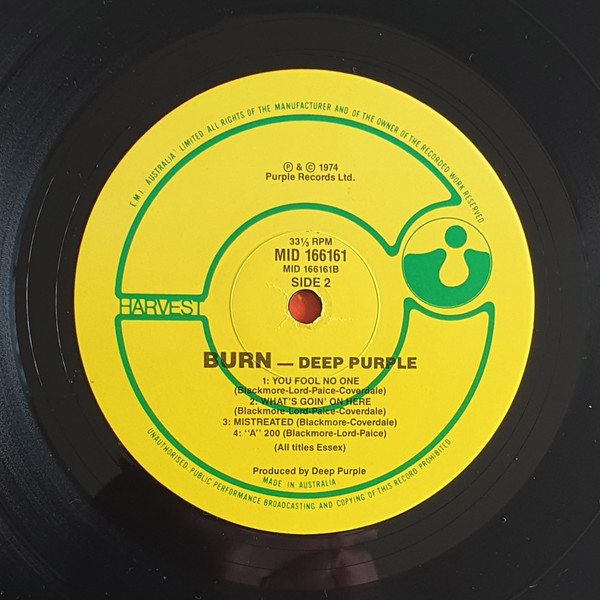 E.M.I. (AUSTRALIA) LIMITED. ALL RIGHTS OF THE MANUFACTURER AND OF THE OWNER OF THE RECORDED WORK RESERVED
Ⓟ & © 1974
Purple Records Ltd.
33⅓ RPM
MID 166161
MID 166161B
SIDE 2
HARVEST
BURN — DEEP PURPLE
1: YOU FOOL NO ONE
(Blackmore-Lord-Paice-Coverdale)
2: WHAT'S GOIN' ON HERE
(Blackmore-Lord-Paice-Coverdale)
3: MISTREATED (Blackmore-Coverdale)
4: "A" 200 (Blackmore-Lord-Paice)
(All titles Essex)
Produced by Deep Purple
MADE IN AUSTRALIA
UNAUTHORISED PUBLIC PERFORMANCE BROADCASTING AND COPYING OF THIS RECORD PROHIBITED